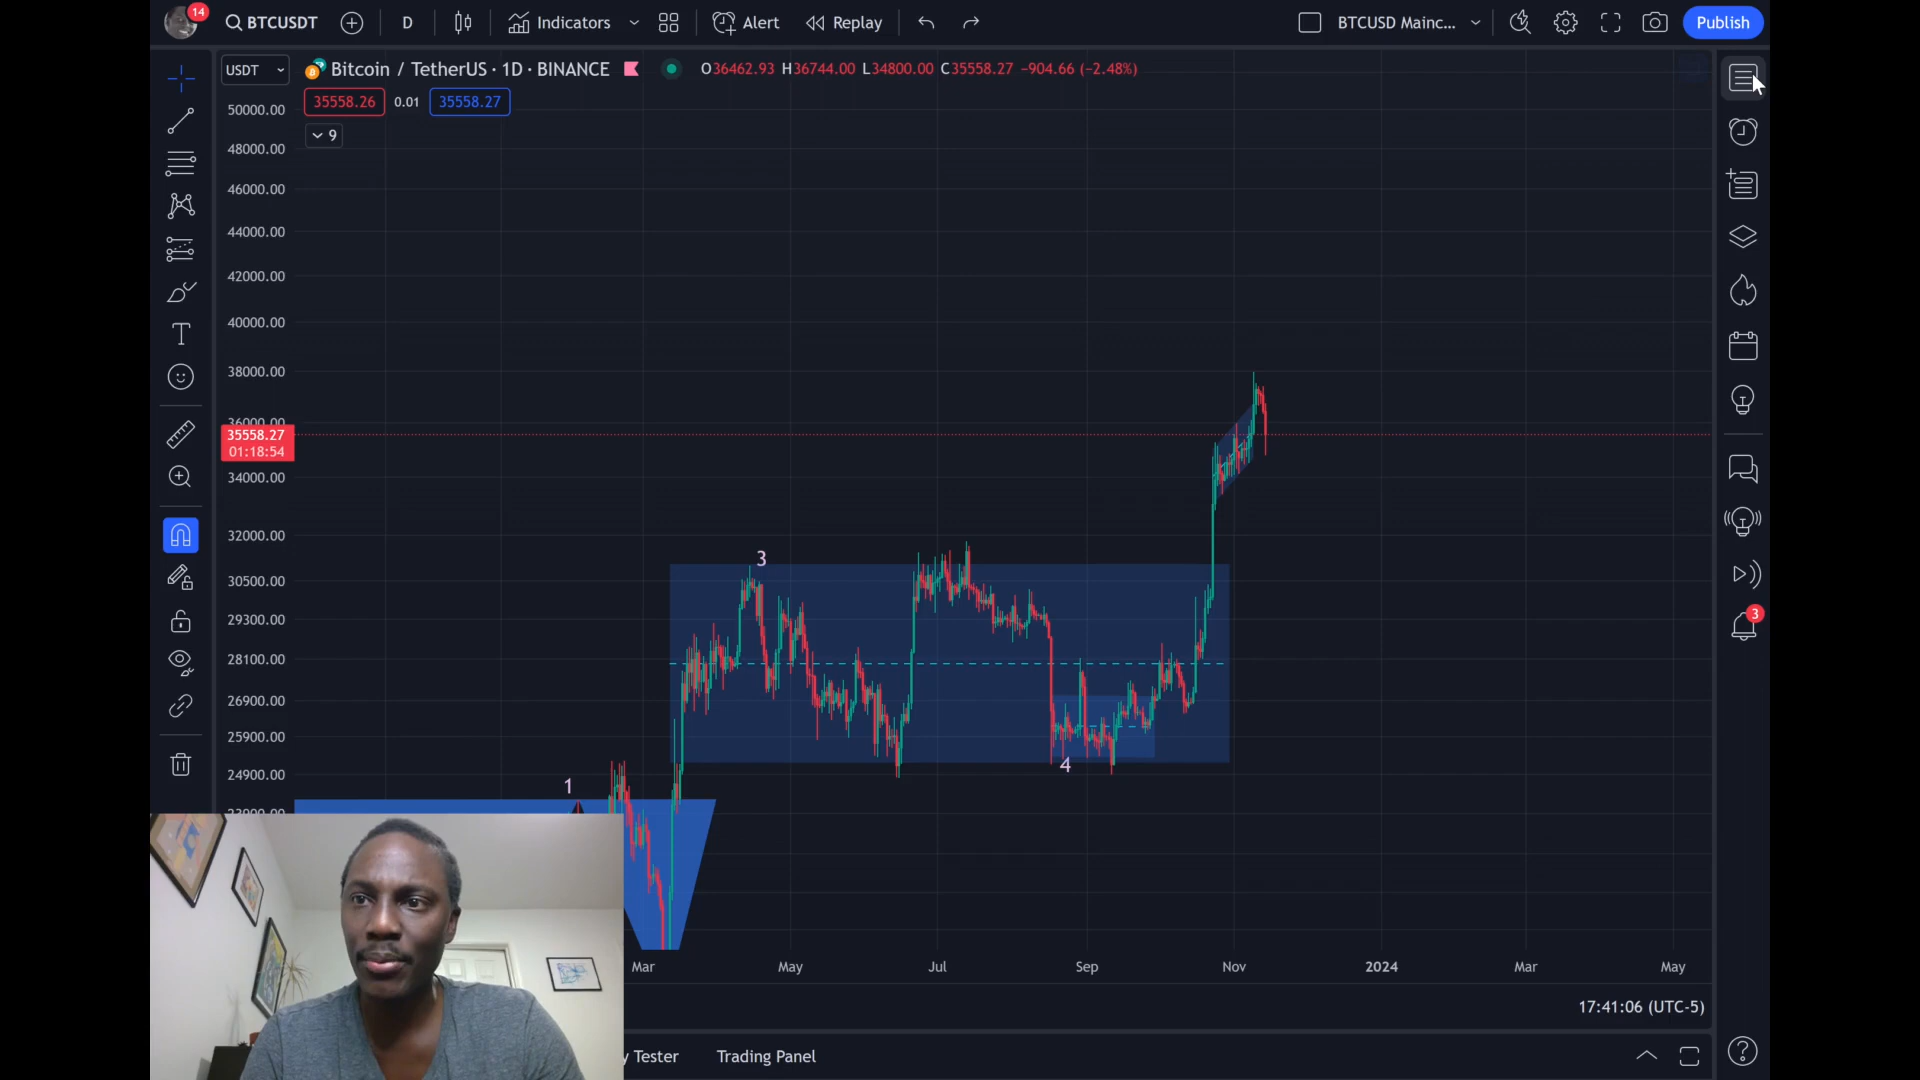 14
BTCUSDT
D
Indicators
Alert
Replay
BTCUSD Mainc...
Publish
USDT
Bitcoin / TetherUS · 1D · BINANCE
O36462.93 H36744.00 L34800.00 C35558.27 −904.66 (−2.48%)
35558.26
0.01
35558.27
9
50000.00
48000.00
46000.00
44000.00
42000.00
40000.00
38000.00
36000.00
35558.27
01:18:54
34000.00
32000.00
30500.00
29300.00
28100.00
26900.00
25900.00
24900.00
23900.00
3
4
1
3
Mar
May
Jul
Sep
Nov
2024
Mar
May
17:41:06 (UTC-5)
y Tester
Trading Panel